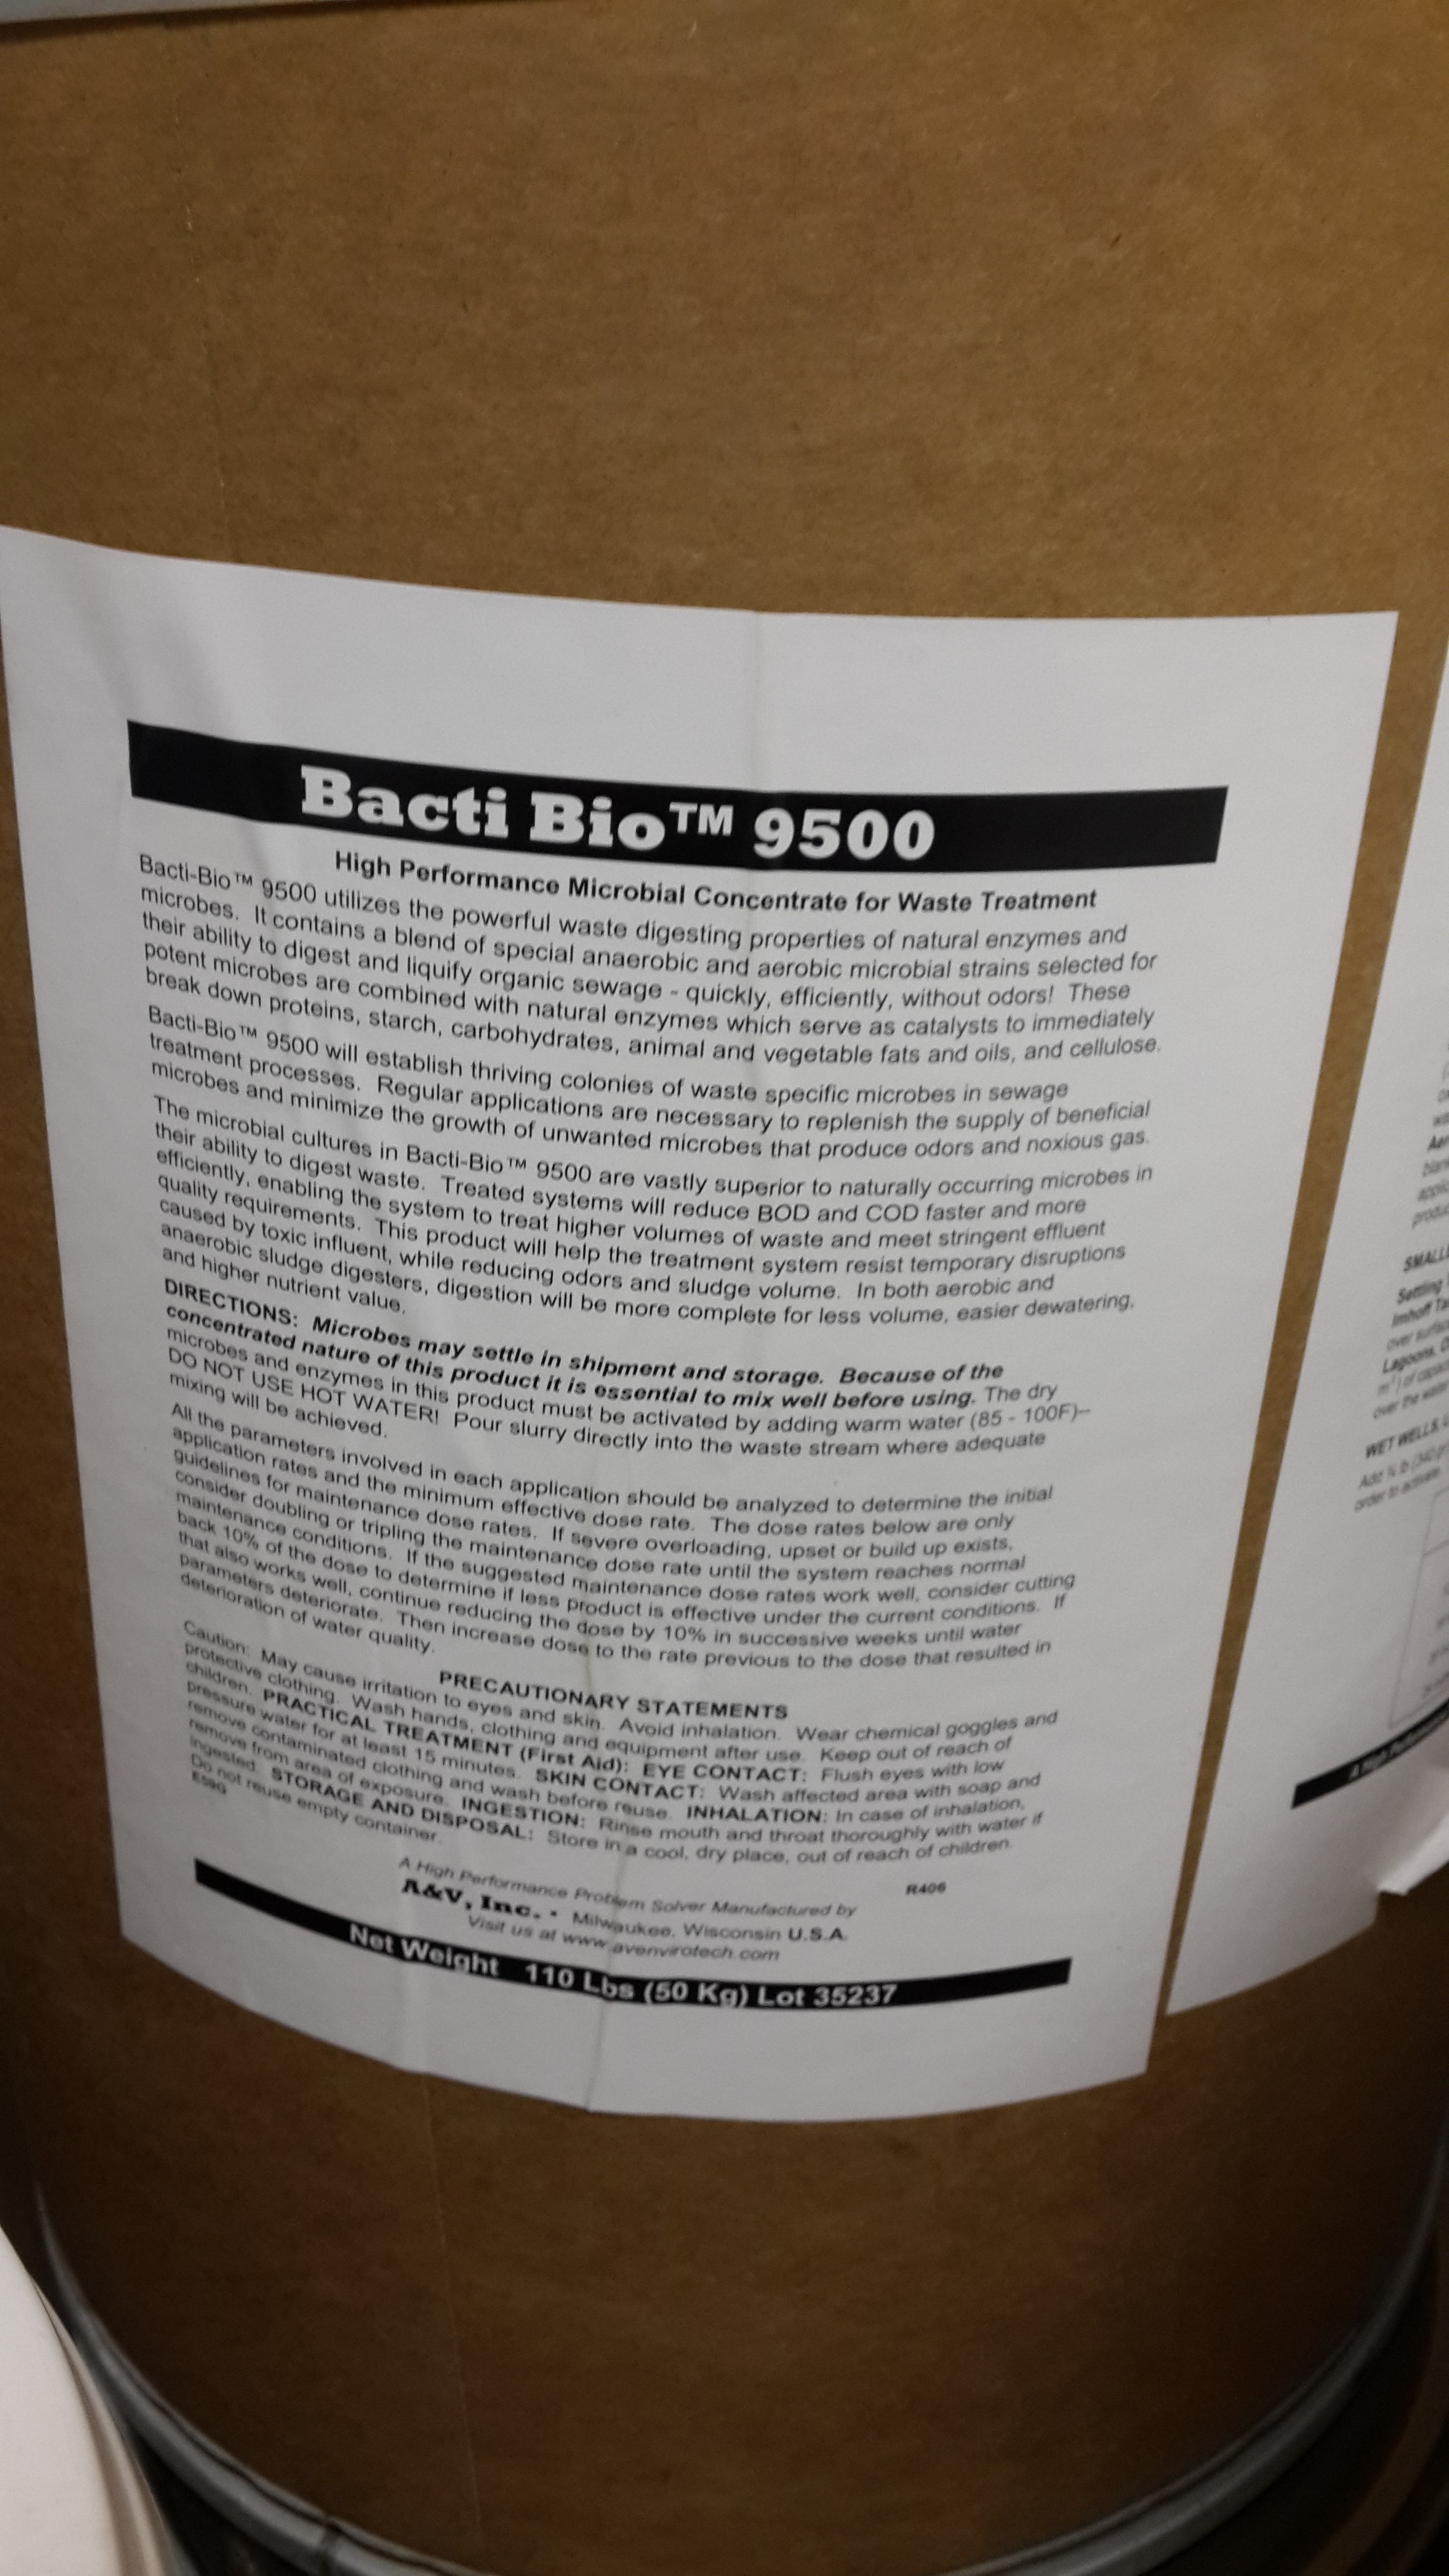 Bacti Bio™ 9500
High Performance Microbial Concentrate for Waste Treatment
Bacti-Bio™ 9500 utilizes the powerful waste digesting properties of natural enzymes and
microbes. It contains a blend of special anaerobic and aerobic microbial strains selected for
their ability to digest and liquify organic sewage - quickly, efficiently, without odors! These
potent microbes are combined with natural enzymes which serve as catalysts to immediately
break down proteins, starch, carbohydrates, animal and vegetable fats and oils, and cellulose.
Bacti-Bio™ 9500 will establish thriving colonies of waste specific microbes in sewage
treatment processes. Regular applications are necessary to replenish the supply of beneficial
microbes and minimize the growth of unwanted microbes that produce odors and noxious gas.
The microbial cultures in Bacti-Bio™ 9500 are vastly superior to naturally occurring microbes in
their ability to digest waste. Treated systems will reduce BOD and COD faster and more
efficiently, enabling the system to treat higher volumes of waste and meet stringent effluent
quality requirements. This product will help the treatment system resist temporary disruptions
caused by toxic influent, while reducing odors and sludge volume. In both aerobic and
anaerobic sludge digesters, digestion will be more complete for less volume, easier dewatering,
and higher nutrient value.
DIRECTIONS: Microbes may settle in shipment and storage. Because of the
concentrated nature of this product it is essential to mix well before using. The dry
microbes and enzymes in this product must be activated by adding warm water (85 - 100F)--
DO NOT USE HOT WATER! Pour slurry directly into the waste stream where adequate
mixing will be achieved.
All the parameters involved in each application should be analyzed to determine the initial
application rates and the minimum effective dose rate. The dose rates below are only
guidelines for maintenance dose rates. If severe overloading, upset or build up exists,
consider doubling or tripling the maintenance dose rate until the system reaches normal
maintenance conditions. If the suggested maintenance dose rates work well, consider cutting
back 10% of the dose to determine if less product is effective under the current conditions. If
that also works well, continue reducing the dose by 10% in successive weeks until water
parameters deteriorate. Then increase dose to the rate previous to the dose that resulted in
deterioration of water quality.
PRECAUTIONARY STATEMENTS
Caution: May cause irritation to eyes and skin. Avoid inhalation. Wear chemical goggles and
protective clothing. Wash hands, clothing and equipment after use. Keep out of reach of
children. PRACTICAL TREATMENT (First Aid): EYE CONTACT: Flush eyes with low
pressure water for at least 15 minutes. SKIN CONTACT: Wash affected area with soap and
remove contaminated clothing and wash before reuse. INHALATION: In case of inhalation,
remove from area of exposure. INGESTION: Rinse mouth and throat thoroughly with water if
ingested. STORAGE AND DISPOSAL: Store in a cool, dry place, out of reach of children.
Do not reuse empty container.
R406
A High Performance Problem Solver Manufactured by
A&V, Inc. - Milwaukee, Wisconsin U.S.A.
Visit us at www.avenvirotech.com
Net Weight 110 Lbs (50 Kg) Lot 35237
Settling
Lagoons,
over the water
WET WELLS,
order to activate